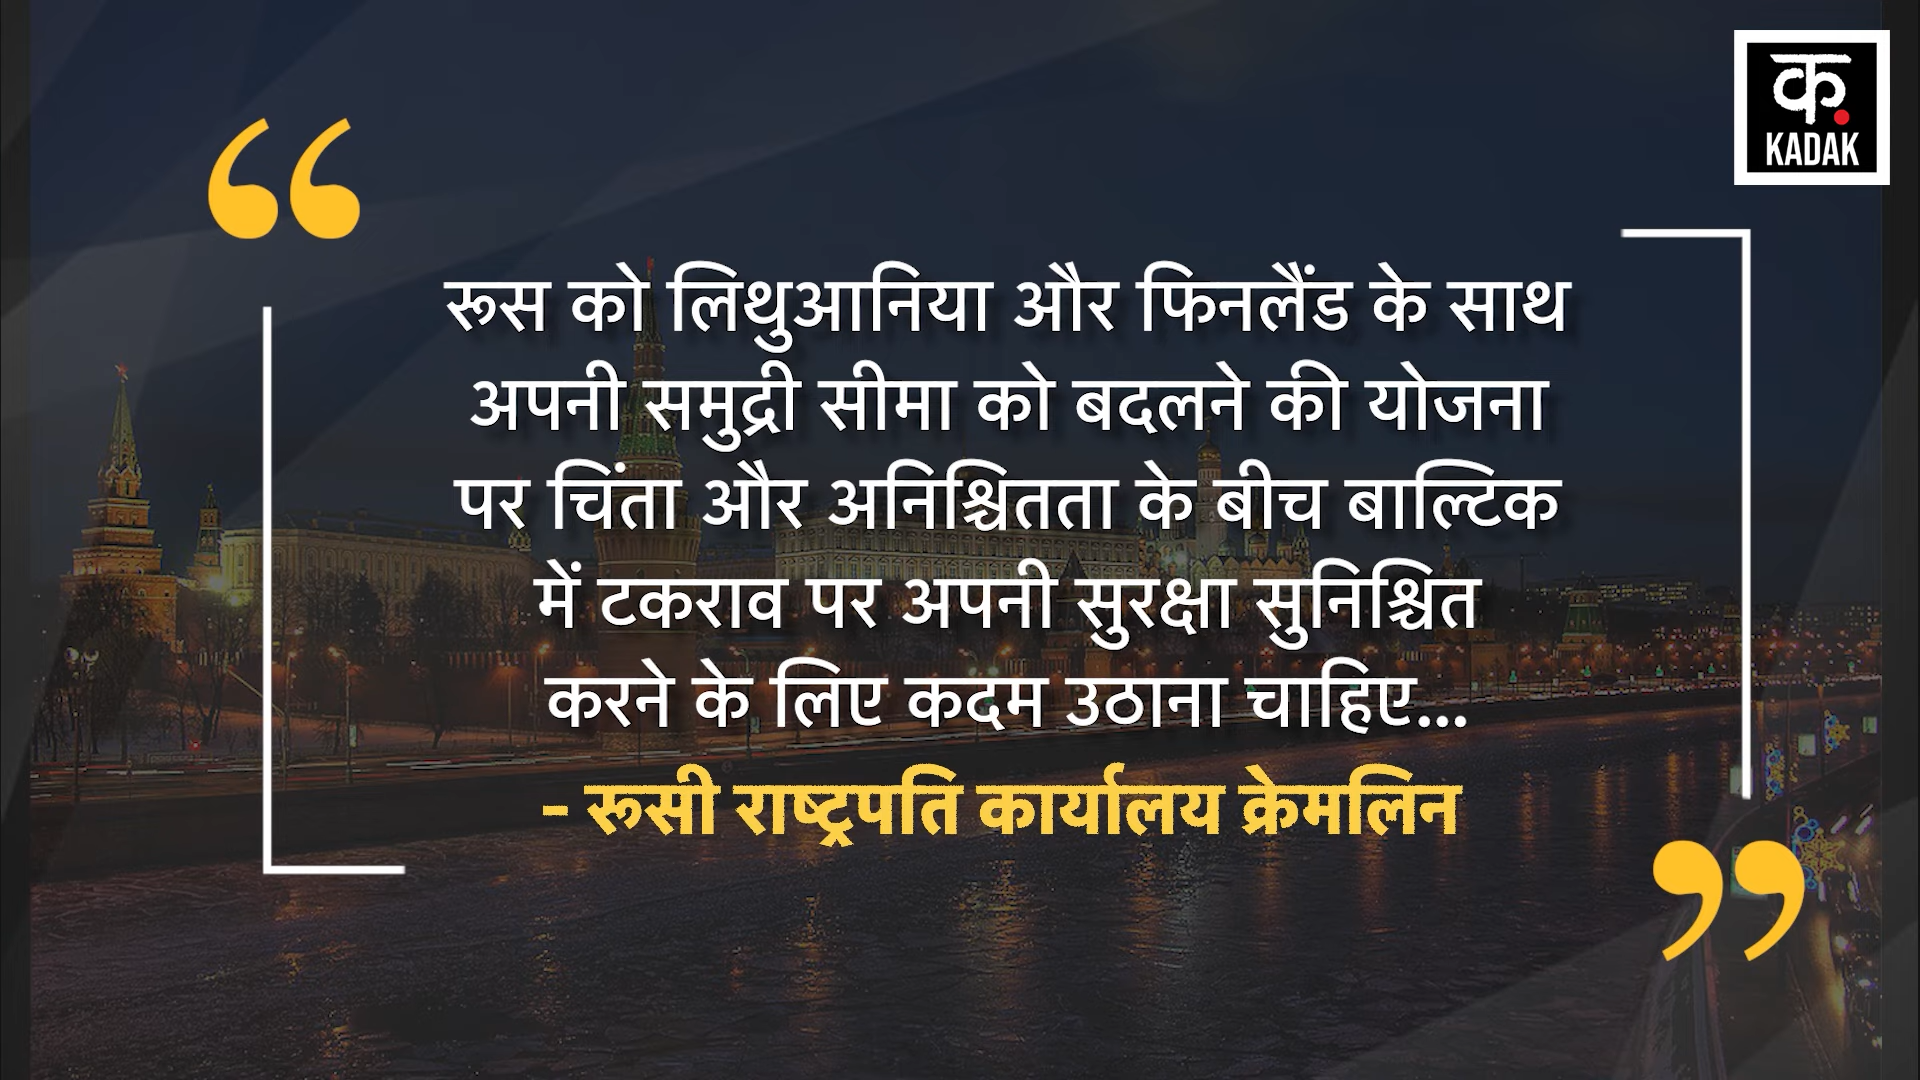 क
KADAK
रूस को लिथुआनिया और फिनलैंड के साथ
अपनी समुद्री सीमा को बदलने की योजना
पर चिंता और अनिश्चितता के बीच बाल्टिक
में टकराव पर अपनी सुरक्षा सुनिश्चित
करने के लिए कदम उठाना चाहिए...
- रूसी राष्ट्रपति कार्यालय क्रेमलिन